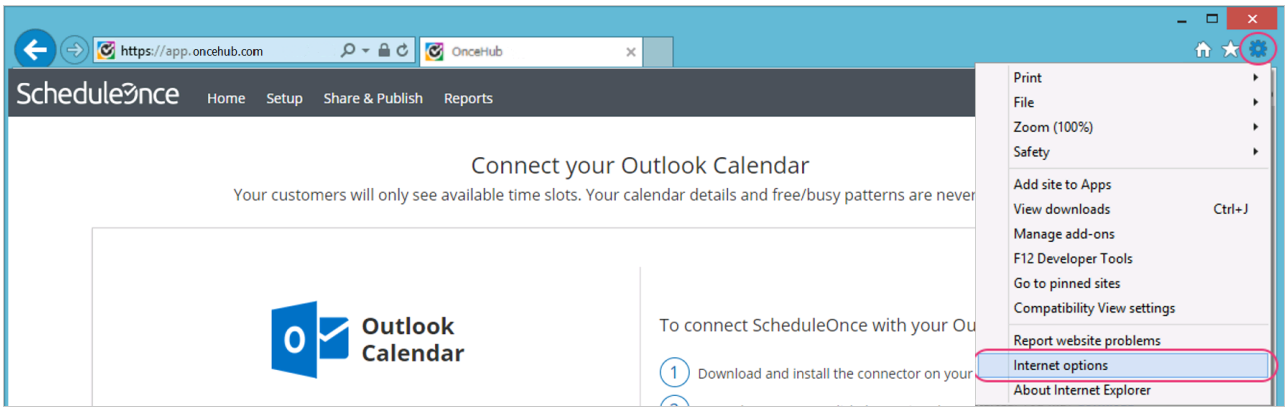 https://app.oncehub.com
OnceHub
ScheduleOnce Home Setup Share & Publish Reports
Connect your Outlook Calendar
Your customers will only see available time slots. Your calendar details and free/busy patterns are never
Outlook
Calendar
To connect ScheduleOnce with your Ou
1 Download and install the connector on your
Print
File
Zoom (100%)
Safety
Add site to Apps
View downloads Ctrl+J
Manage add-ons
F12 Developer Tools
Go to pinned sites
Compatibility View settings
Report website problems
Internet options
About Internet Explorer